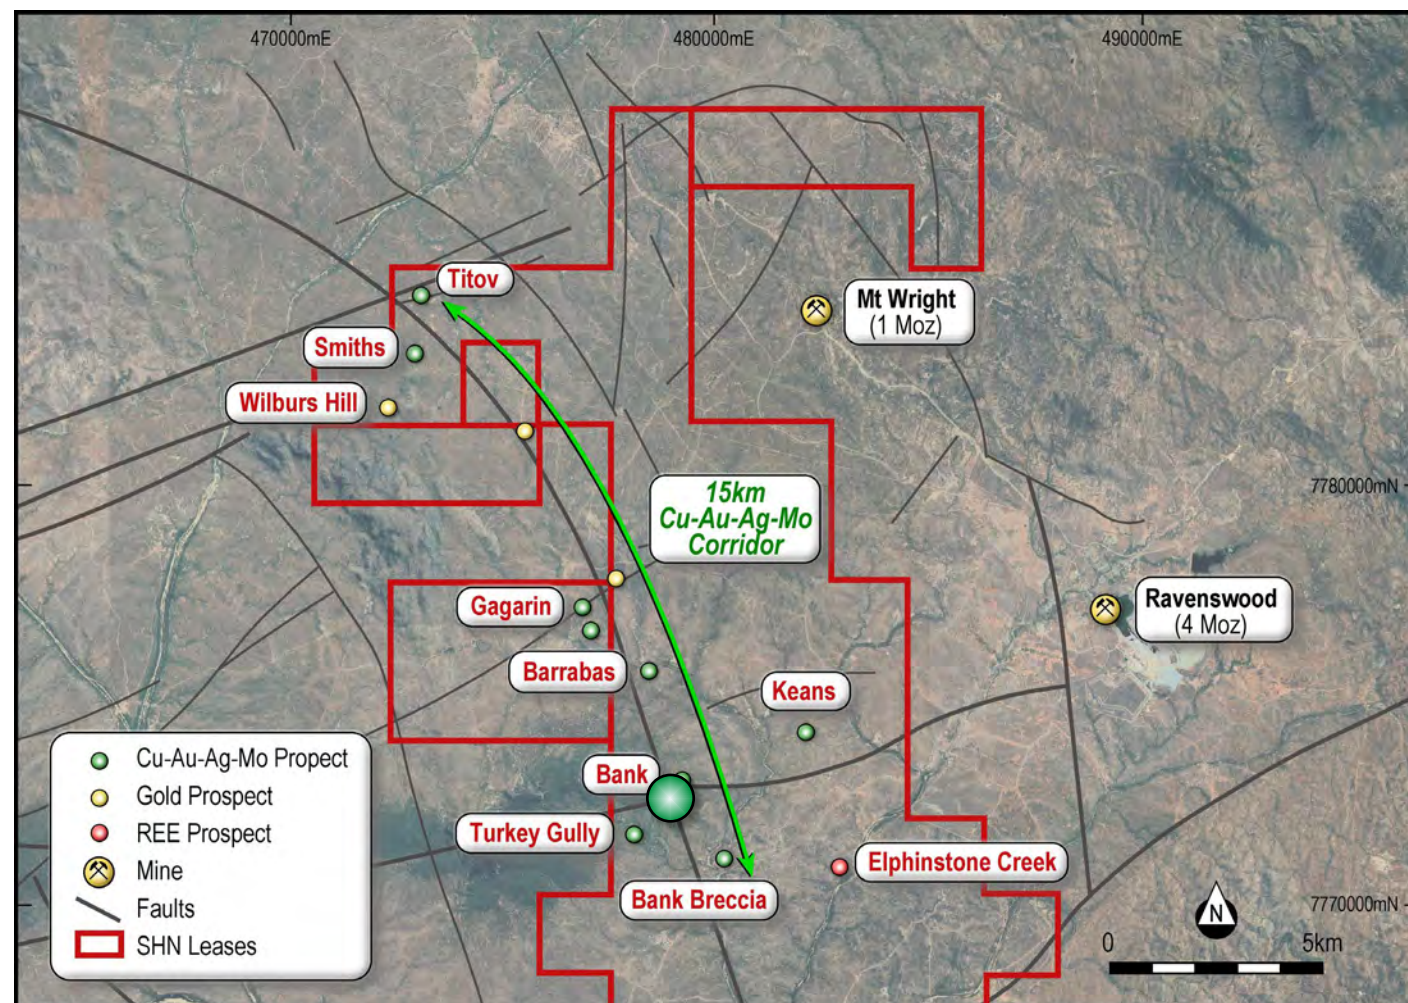 470000mE
480000mE
490000mE
Titov
Mt Wright
(1 Moz)
Smiths
Wilburs Hill
15km
Cu-Au-Ag-Mo
Corridor
7780000mN
Gagarin
Ravenswood
(4 Moz)
Barrabas
Keans
Bank
Turkey Gully
Elphinstone Creek
Bank Breccia
Cu-Au-Ag-Mo Propect
Gold Prospect
REE Prospect
Mine
Faults
SHN Leases
7770000mN
N
0
5km